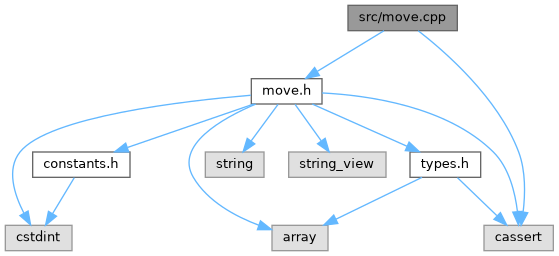 src/move.cpp
move.h
constants.h
string
string_view
types.h
cstdint
array
cassert